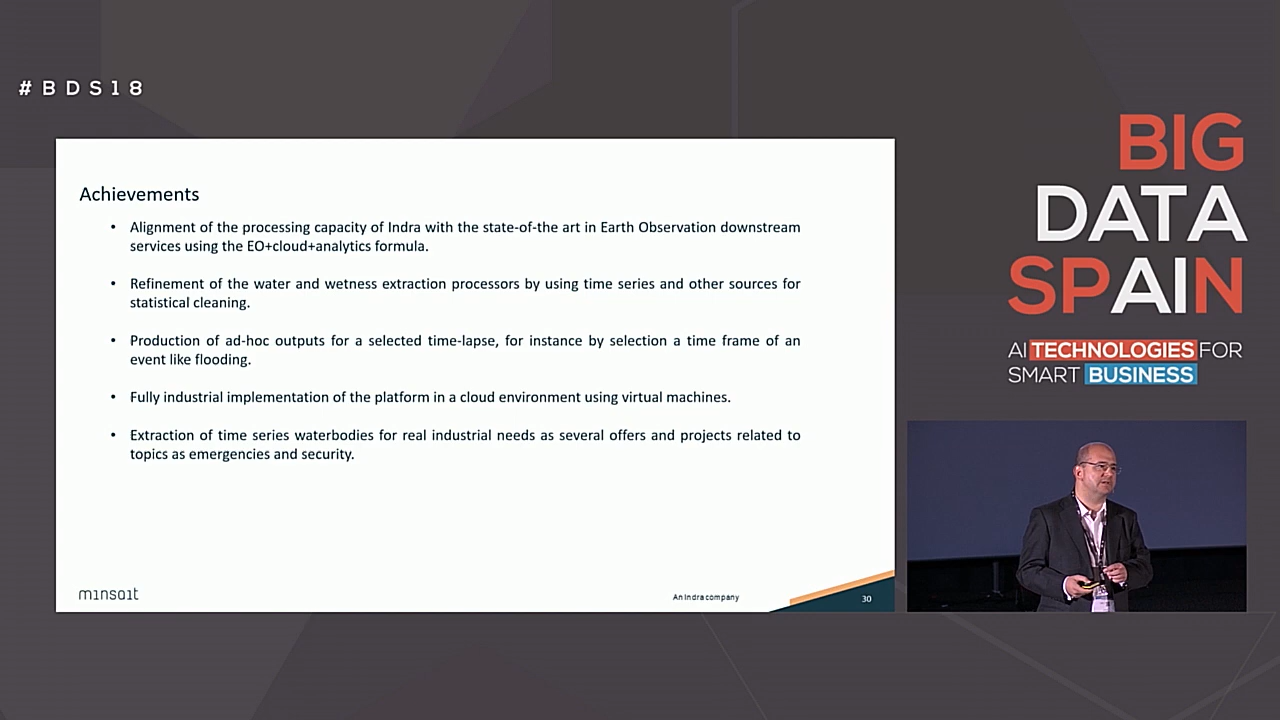 #BDS18
BIG
DATA
SPAIN
AI TECHNOLOGIES FOR
SMART BUSINESS
Achievements
• Alignment of the processing capacity of Indra with the state-of-the art in Earth Observation downstream
services using the EO+cloud+analytics formula.
• Refinement of the water and wetness extraction processors by using time series and other sources for
statistical cleaning.
• Production of ad-hoc outputs for a selected time-lapse, for instance by selection a time frame of an
event like flooding.
• Fully industrial implementation of the platform in a cloud environment using virtual machines.
• Extraction of time series waterbodies for real industrial needs as several offers and projects related to
topics as emergencies and security.
minsait
An Indra company
30